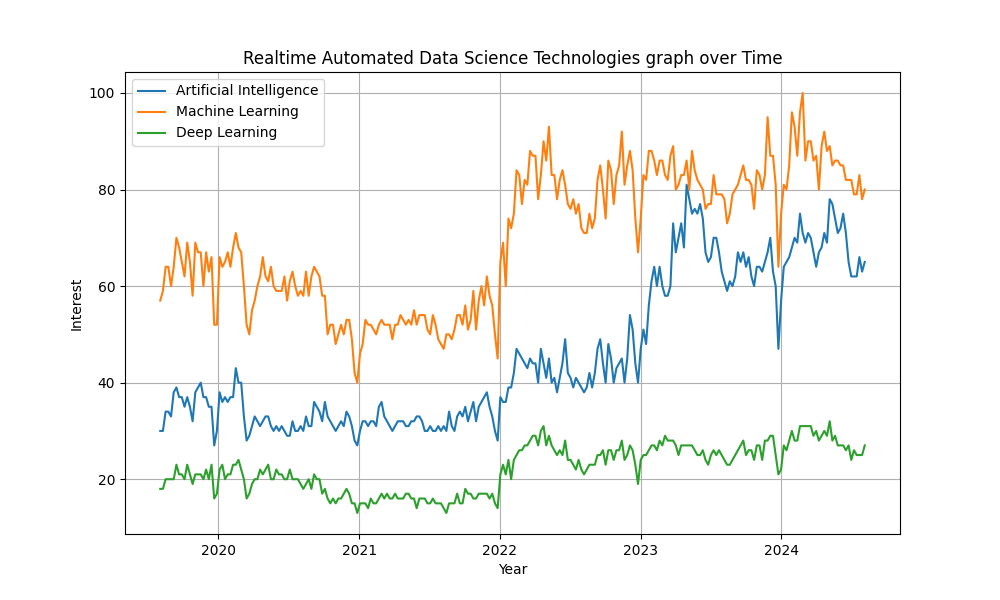 Realtime Automated Data Science Technologies graph over Time
Artificial Intelligence
Machine Learning
Deep Learning
100
80
60
40
20
Interest
2020 2021 2022 2023 2024
Year